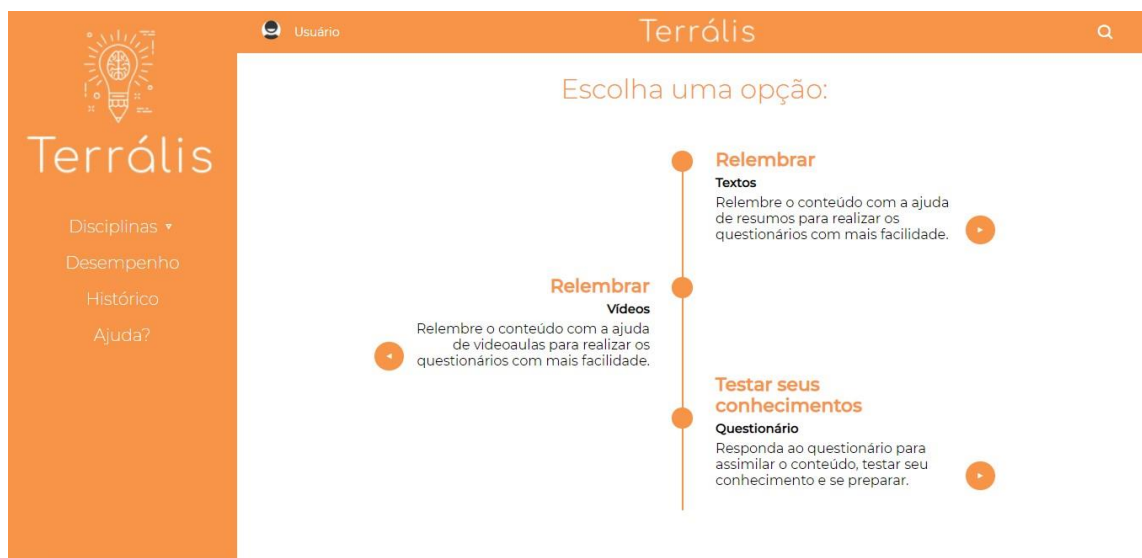 Terrális
Disciplinas ▾
Desempenho
Histórico
Ajuda?
Usuário
Terrális
Escolha uma opção:
Relembrar
Textos
Relembre o conteúdo com a ajuda
de resumos para realizar os
questionários com mais facilidade.
Relembrar
Vídeos
Relembre o conteúdo com a ajuda
de videoaulas para realizar os
questionários com mais facilidade.
Testar seus
conhecimentos
Questionário
Responda ao questionário para
assimilar o conteúdo, testar seu
conhecimento e se preparar.